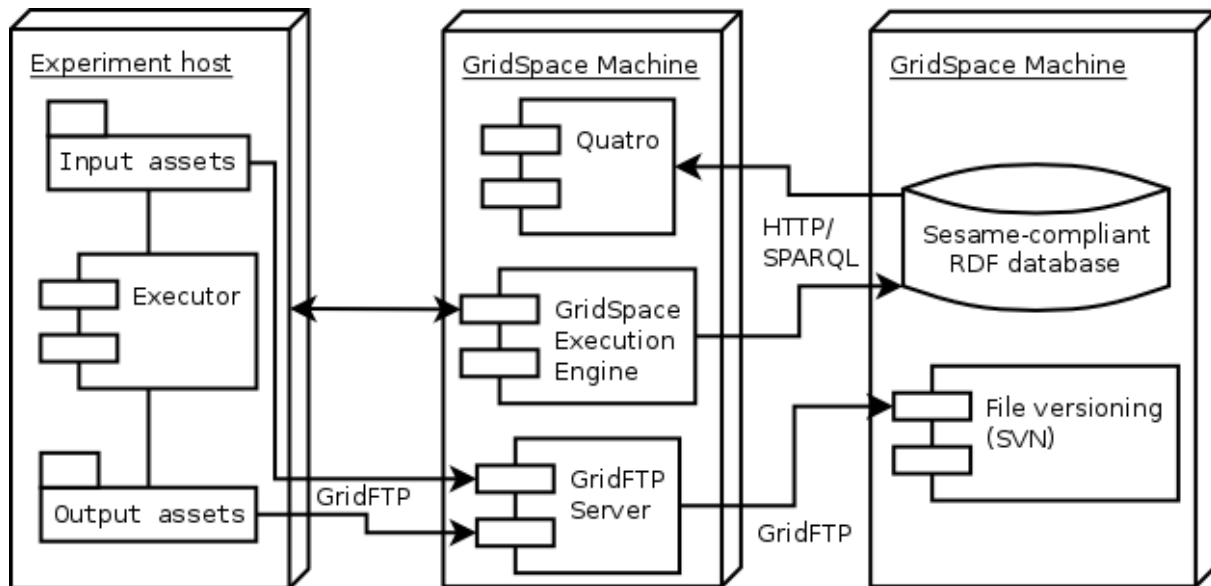 Experiment host
Input assets
Executor
Output assets
GridFTP
GridSpace Machine
Quatro
GridSpace
Execution
Engine
GridFTP
Server
HTTP/
SPARQL
GridFTP
GridSpace Machine
Sesame-compliant
RDF database
File versioning
(SVN)